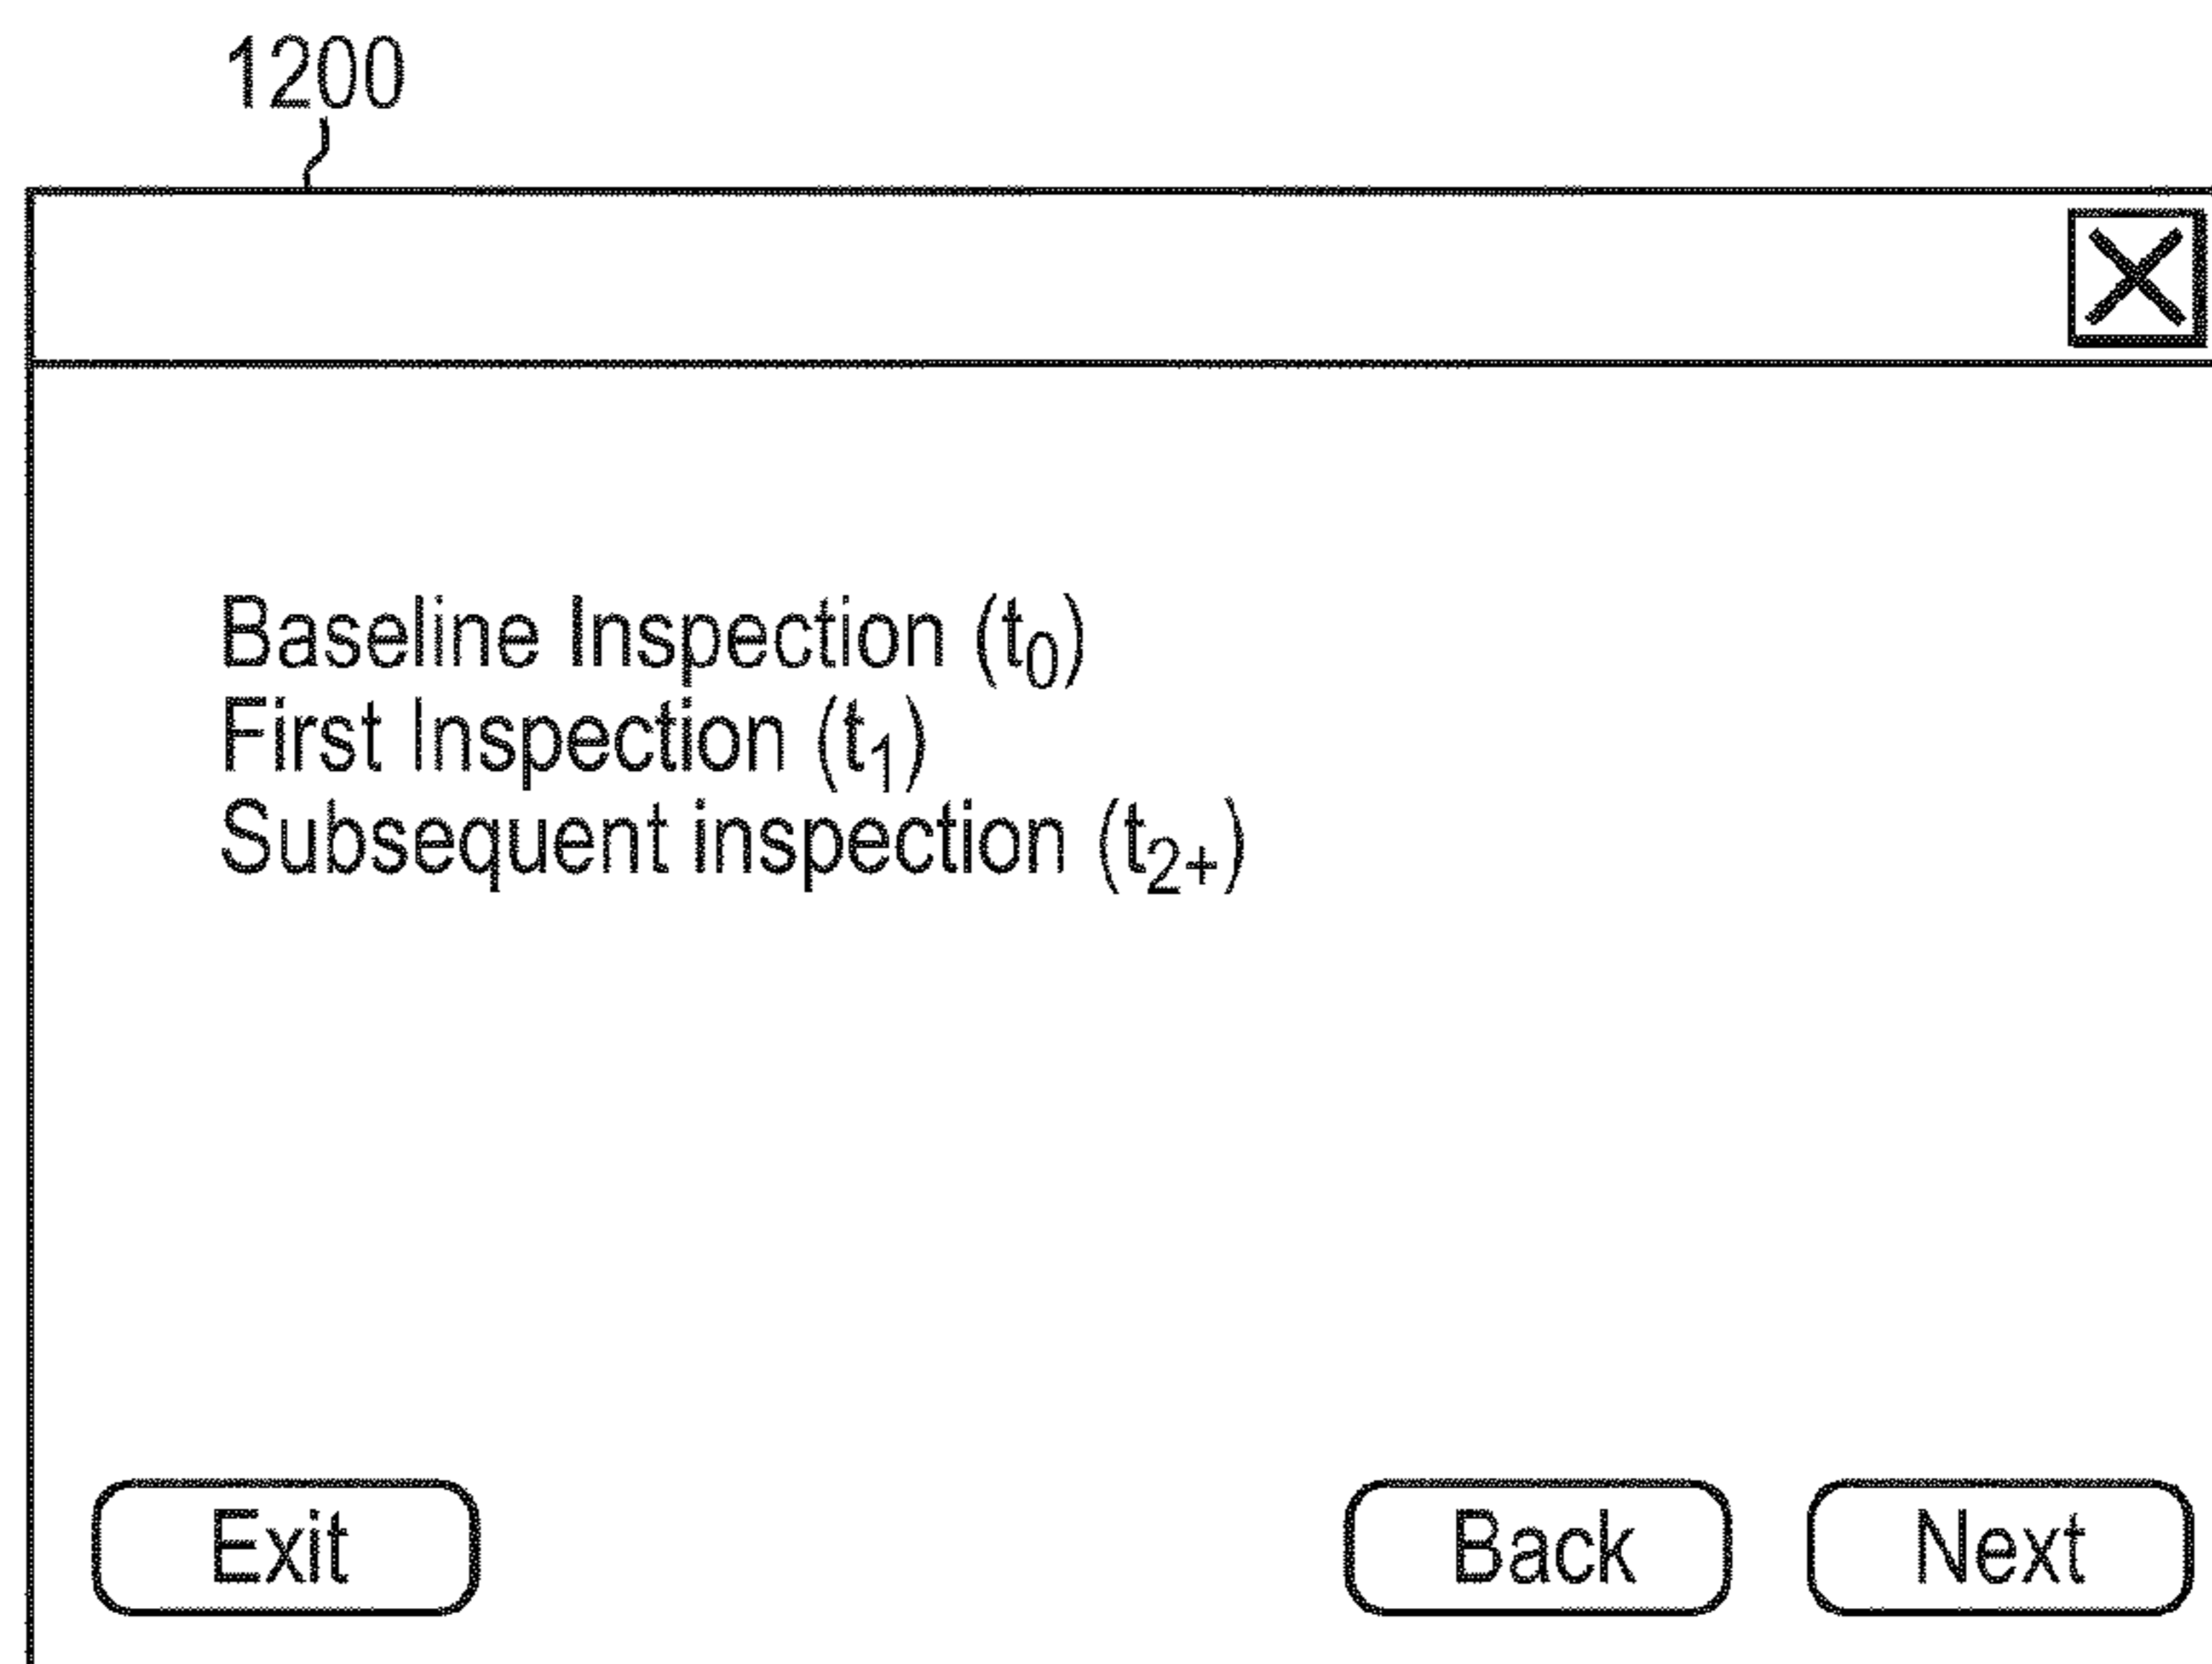 1200
Baseline Inspection (t₀)
First Inspection (t₁)
Subsequent inspection (t₂₊)
Exit
Back
Next